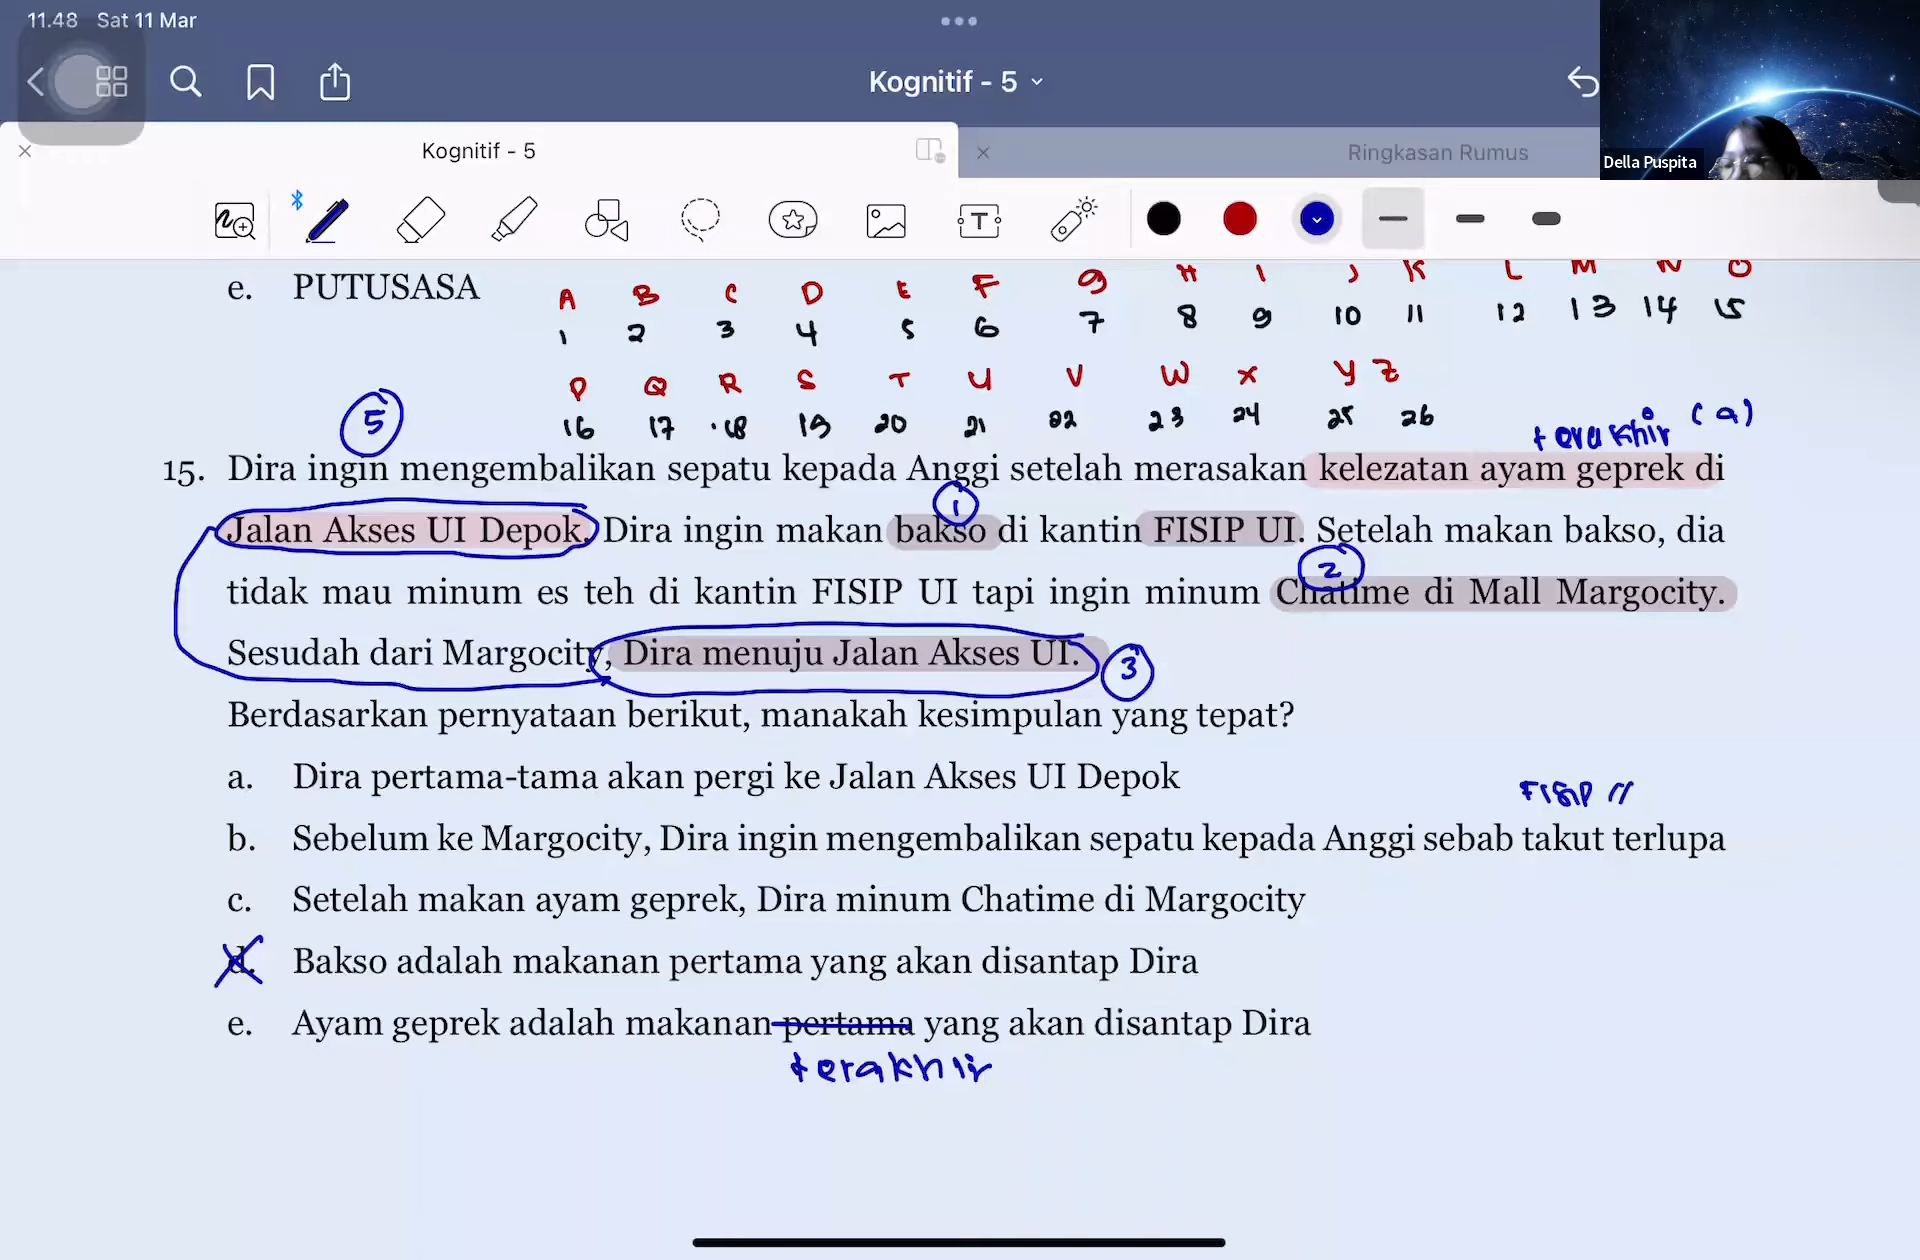 11.48 Sat 11 Mar
Kognitif - 5
Kognitif - 5
Ringkasan Rumus
Della Puspita
e. PUTUSASA
A B C D E F g H I J K L M N O
1 2 3 4 5 6 7 8 9 10 11 12 13 14 15
P Q R S T U V W X Y Z
16 17 18 19 20 21 22 23 24 25 26
5
terakhir (a)
15. Dira ingin mengembalikan sepatu kepada Anggi setelah merasakan kelezatan ayam geprek di
1
Jalan Akses UI Depok. Dira ingin makan bakso di kantin FISIP UI. Setelah makan bakso, dia
2
tidak mau minum es teh di kantin FISIP UI tapi ingin minum Chatime di Mall Margocity.
Sesudah dari Margocity, Dira menuju Jalan Akses UI. 3
Berdasarkan pernyataan berikut, manakah kesimpulan yang tepat?
a. Dira pertama-tama akan pergi ke Jalan Akses UI Depok
FISIP
b. Sebelum ke Margocity, Dira ingin mengembalikan sepatu kepada Anggi sebab takut terlupa
c. Setelah makan ayam geprek, Dira minum Chatime di Margocity
d. Bakso adalah makanan pertama yang akan disantap Dira
e. Ayam geprek adalah makanan pertama yang akan disantap Dira
terakhir